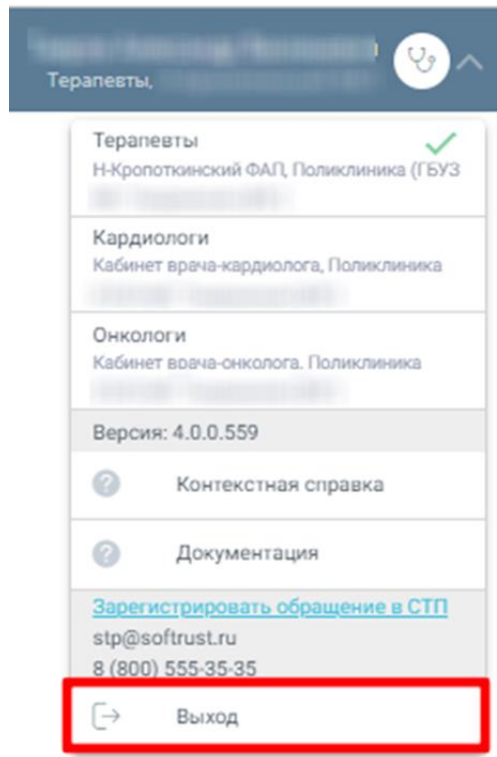 Терапевты,
Терапевты
Н-Кропоткинский ФАП, Поликлиника (ГБУЗ
Кардиологи
Кабинет врача-кардиолога, Поликлиника
Онкологи
Кабинет врача-онколога. Поликлиника
Версия: 4.0.0.559
Контекстная справка
Документация
Зарегистрировать обращение в СТП
stp@softrust.ru
8 (800) 555-35-35
Выход